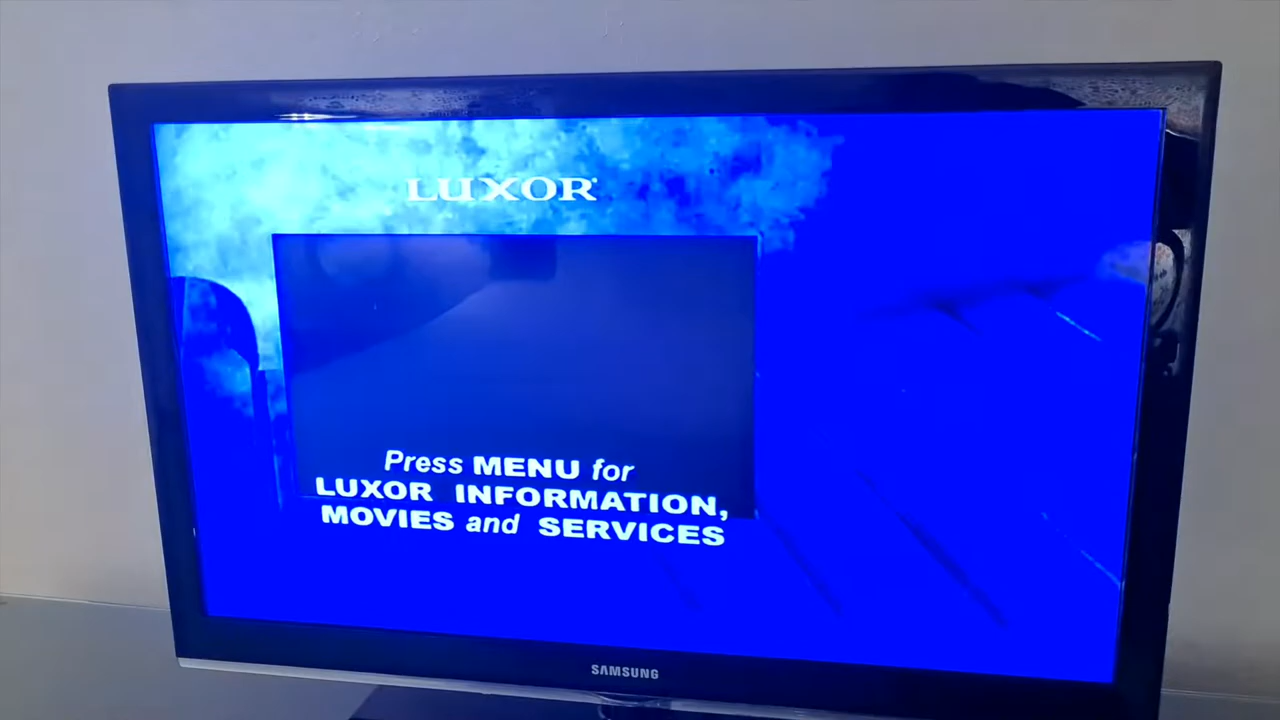 LUXOR
Press MENU for
LUXOR INFORMATION,
MOVIES and SERVICES
SAMSUNG